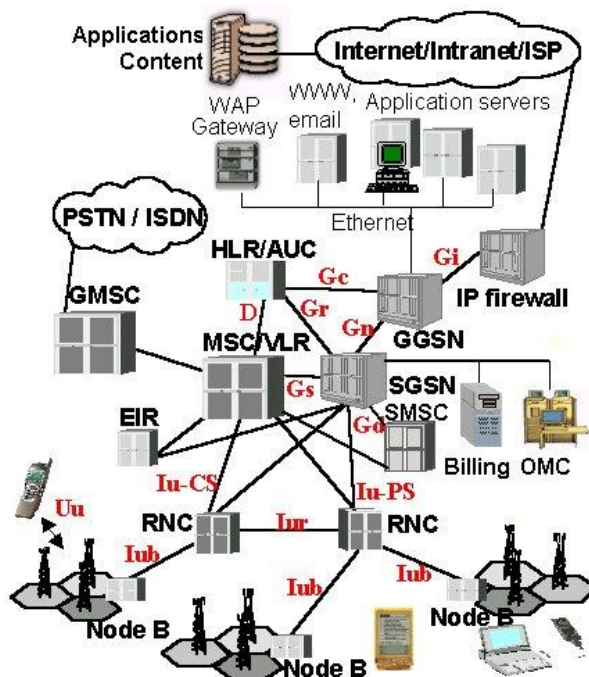 Applications
Content
Internet/Intranet/ISP
WAP
Gateway
WWW,
email
Application servers
PSTN / ISDN
Ethernet
HLR/AUC
Gc
Gi
IP firewall
GMSC
D
Gr
Gn
GGSN
MSC/VLR
Gs
SGSN
EIR
Gd
SMSC
Billing
OMC
Iu-CS
Iu-PS
Uu
RNC
Iur
RNC
Iub
Iub
Iub
Node B
Node B
Node B